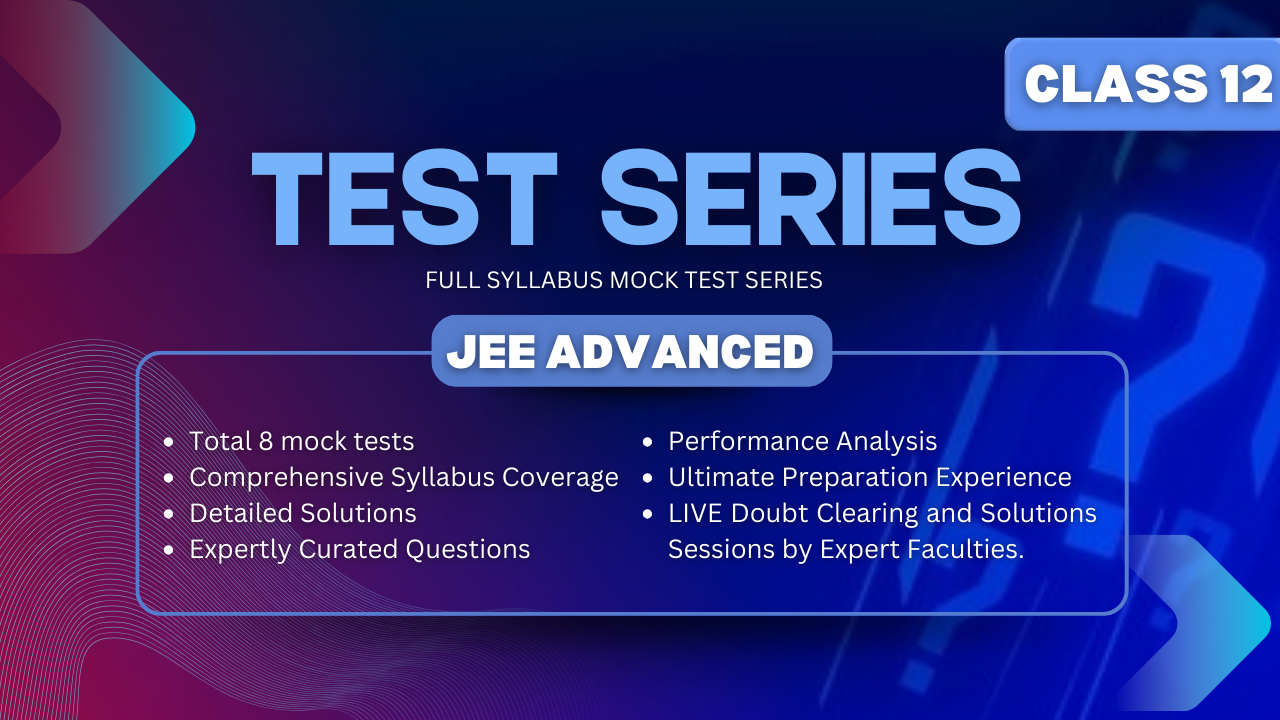 CLASS 12
TEST SERIES
FULL SYLLABUS MOCK TEST SERIES
JEE ADVANCED
• Total 8 mock tests
• Comprehensive Syllabus Coverage
• Detailed Solutions
• Expertly Curated Questions
• Performance Analysis
• Ultimate Preparation Experience
• LIVE Doubt Clearing and Solutions
Sessions by Expert Faculties.